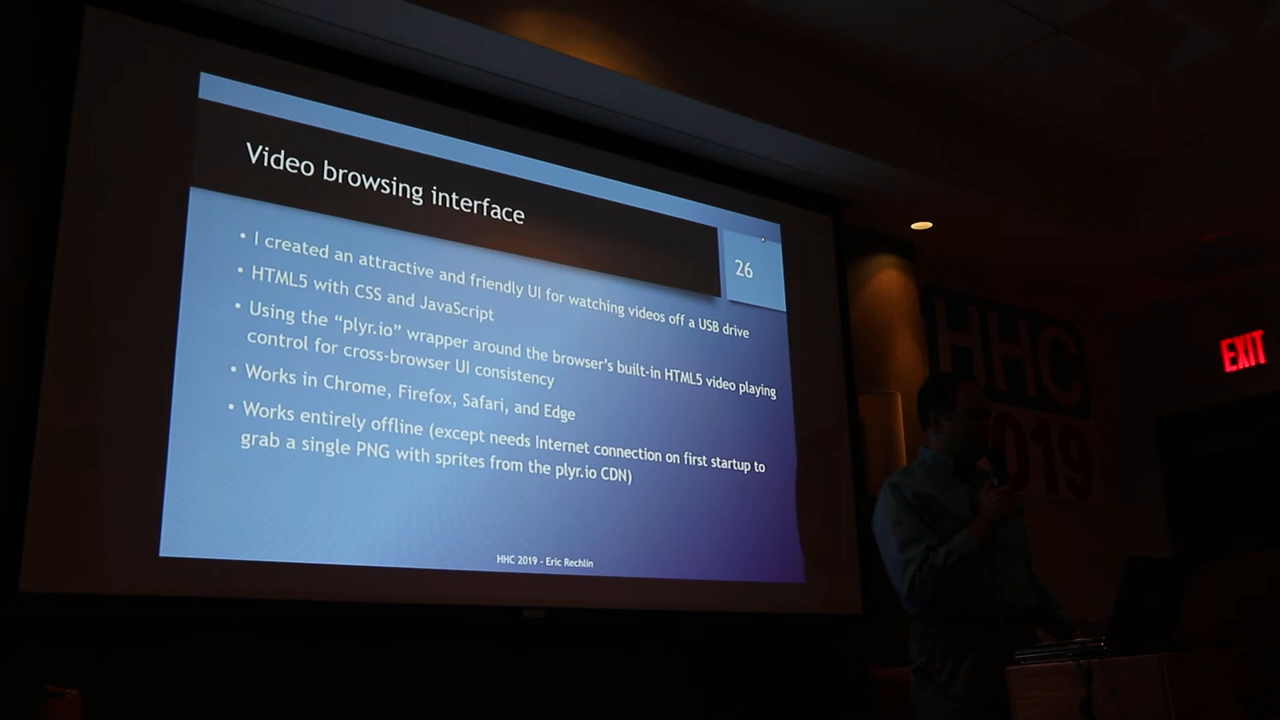 Video browsing interface
26
• I created an attractive and friendly UI for watching videos off a USB drive
• HTML5 with CSS and JavaScript
• Using the “plyr.io” wrapper around the browser’s built-in HTML5 video playing
control for cross-browser UI consistency
• Works in Chrome, Firefox, Safari, and Edge
• Works entirely offline (except needs Internet connection on first startup to
grab a single PNG with sprites from the plyr.io CDN)
HHC 2019 - Eric Rechlin
HHC
2019
EXIT